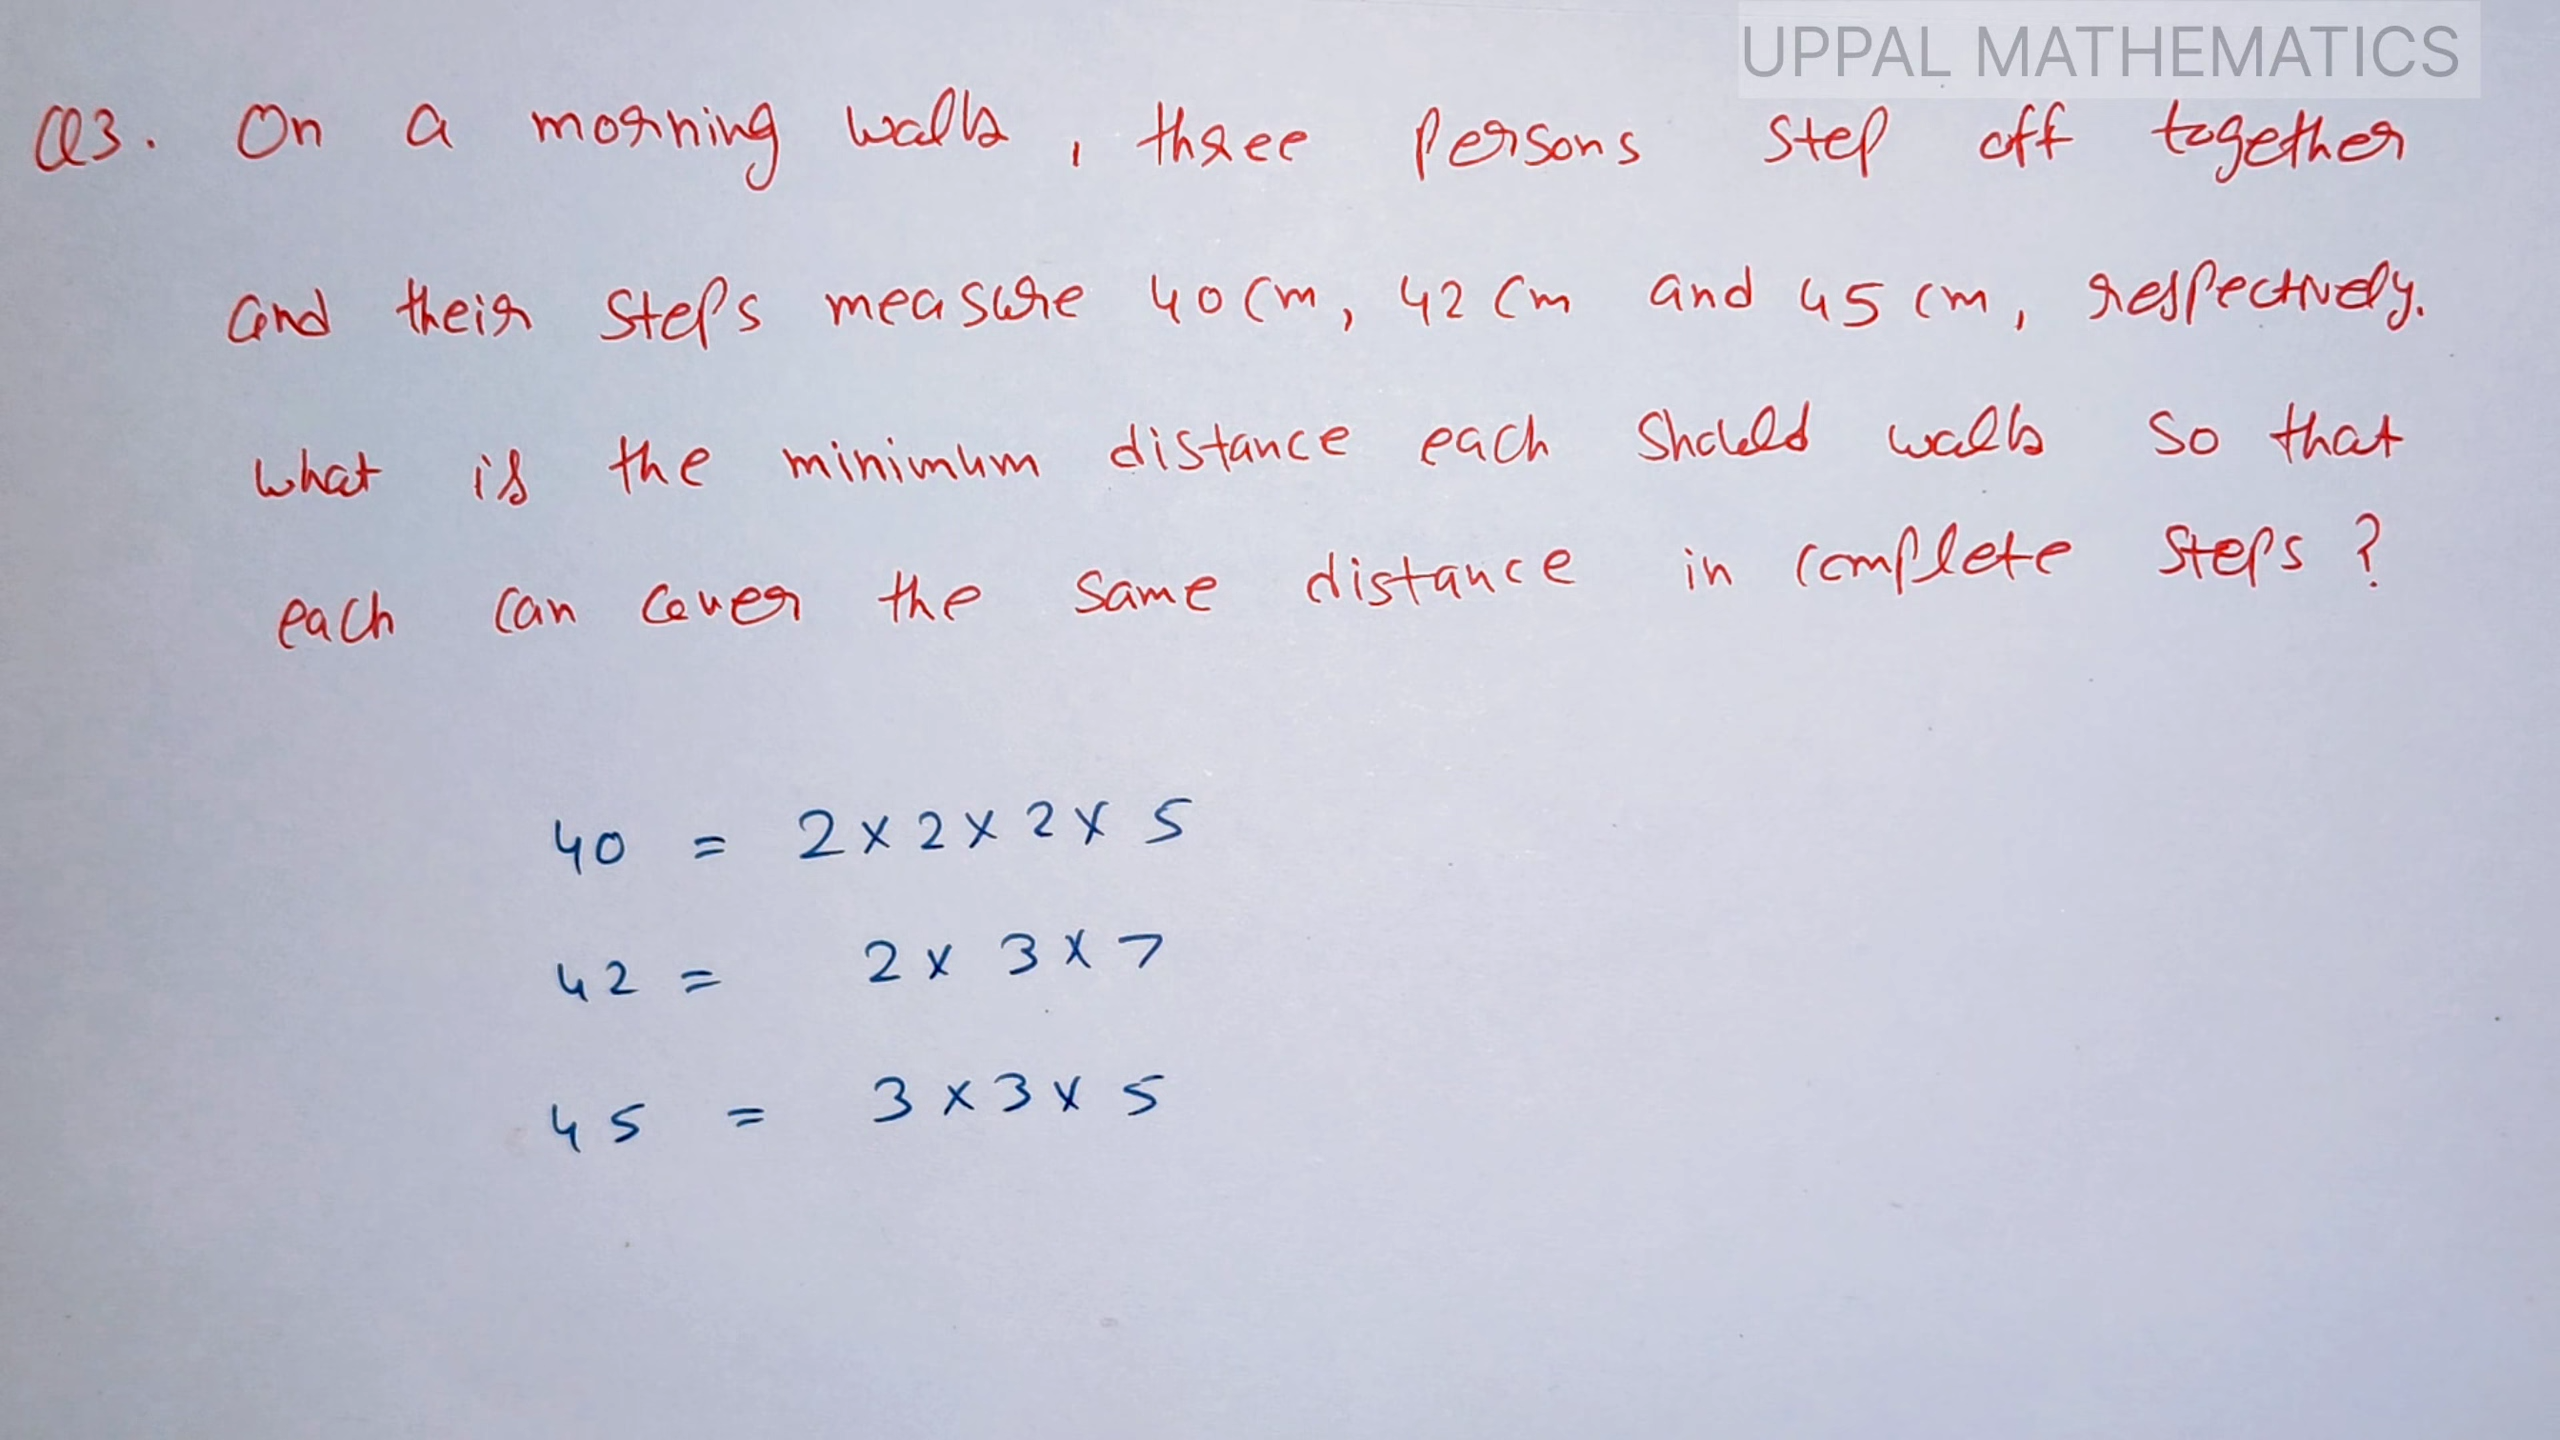 UPPAL MATHEMATICS
Q3. On a morning walk, three persons step off together
and their steps measure 40 cm, 42 cm and 45 cm, respectively.
what is the minimum distance each should walk so that
each can cover the same distance in complete steps ?
40 = 2 x 2 x 2 x 5
42 = 2 x 3 x 7
45 = 3 x 3 x 5